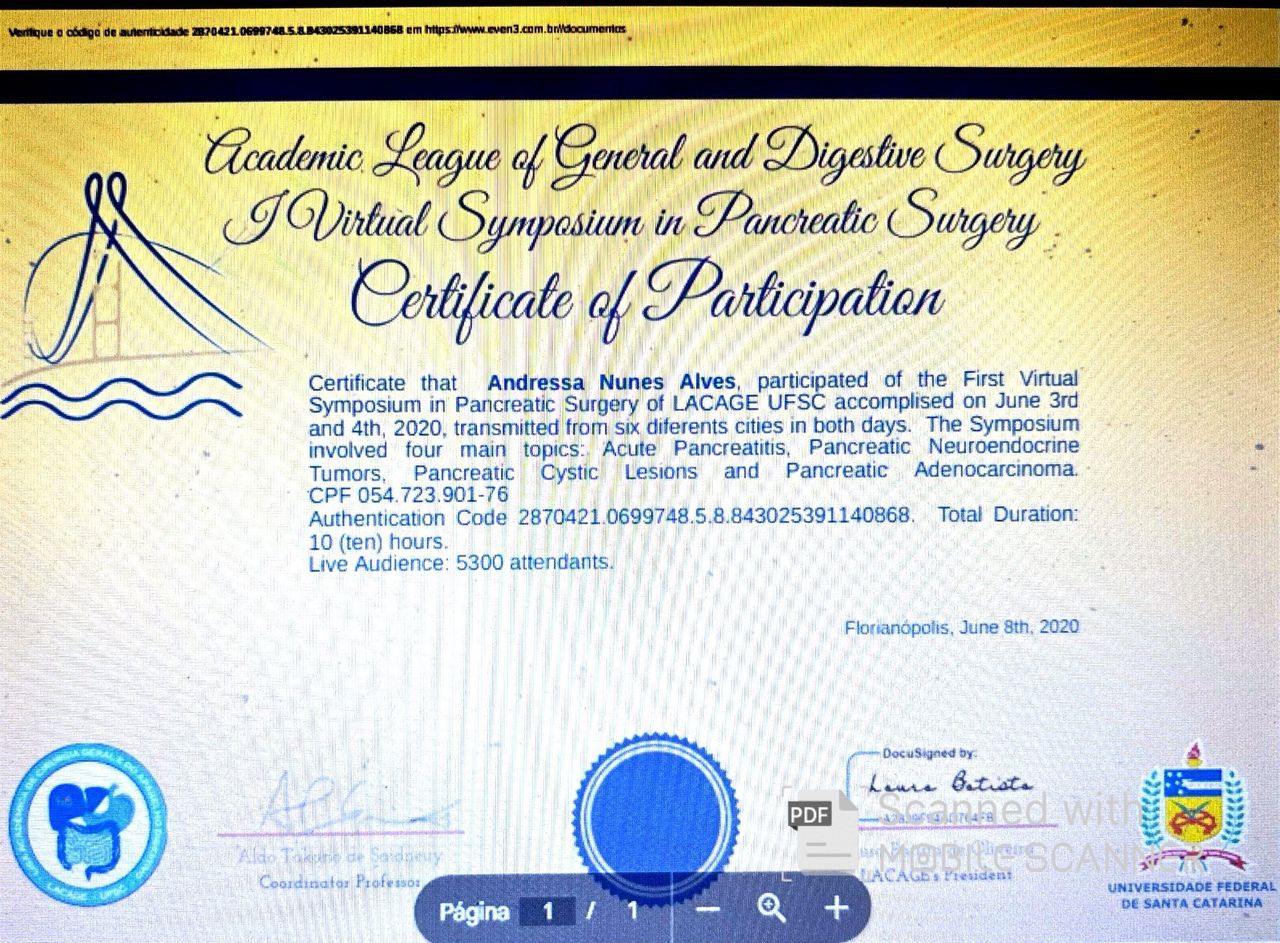 Verifique o código de autenticidade 2870421.0699748.5.8.843025391140868 em https://www.even3.com.br//documentos
Academic League of General and Digestive Surgery
I Virtual Symposium in Pancreatic Surgery
Certificate of Participation
Certificate that Andressa Nunes Alves, participated of the First Virtual
Symposium in Pancreatic Surgery of LACAGE UFSC accomplised on June 3rd
and 4th, 2020, transmitted from six diferents cities in both days. The Symposium
involved four main topics: Acute Pancreatitis, Pancreatic Neuroendocrine
Tumors, Pancreatic Cystic Lesions and Pancreatic Adenocarcinoma.
CPF 054.723.901-76
Authentication Code 2870421.0699748.5.8.843025391140868. Total Duration:
10 (ten) hours.
Live Audience: 5300 attendants.
Florianópolis, June 8th, 2020
DocuSigned by:
Laura Batista
PDF
Scanned with
MOBILE SCANNER
Coordinator Professor
LACAGE's President
LACAGE - UFSC
UNIVERSIDADE FEDERAL
DE SANTA CATARINA
Página 1 / 1